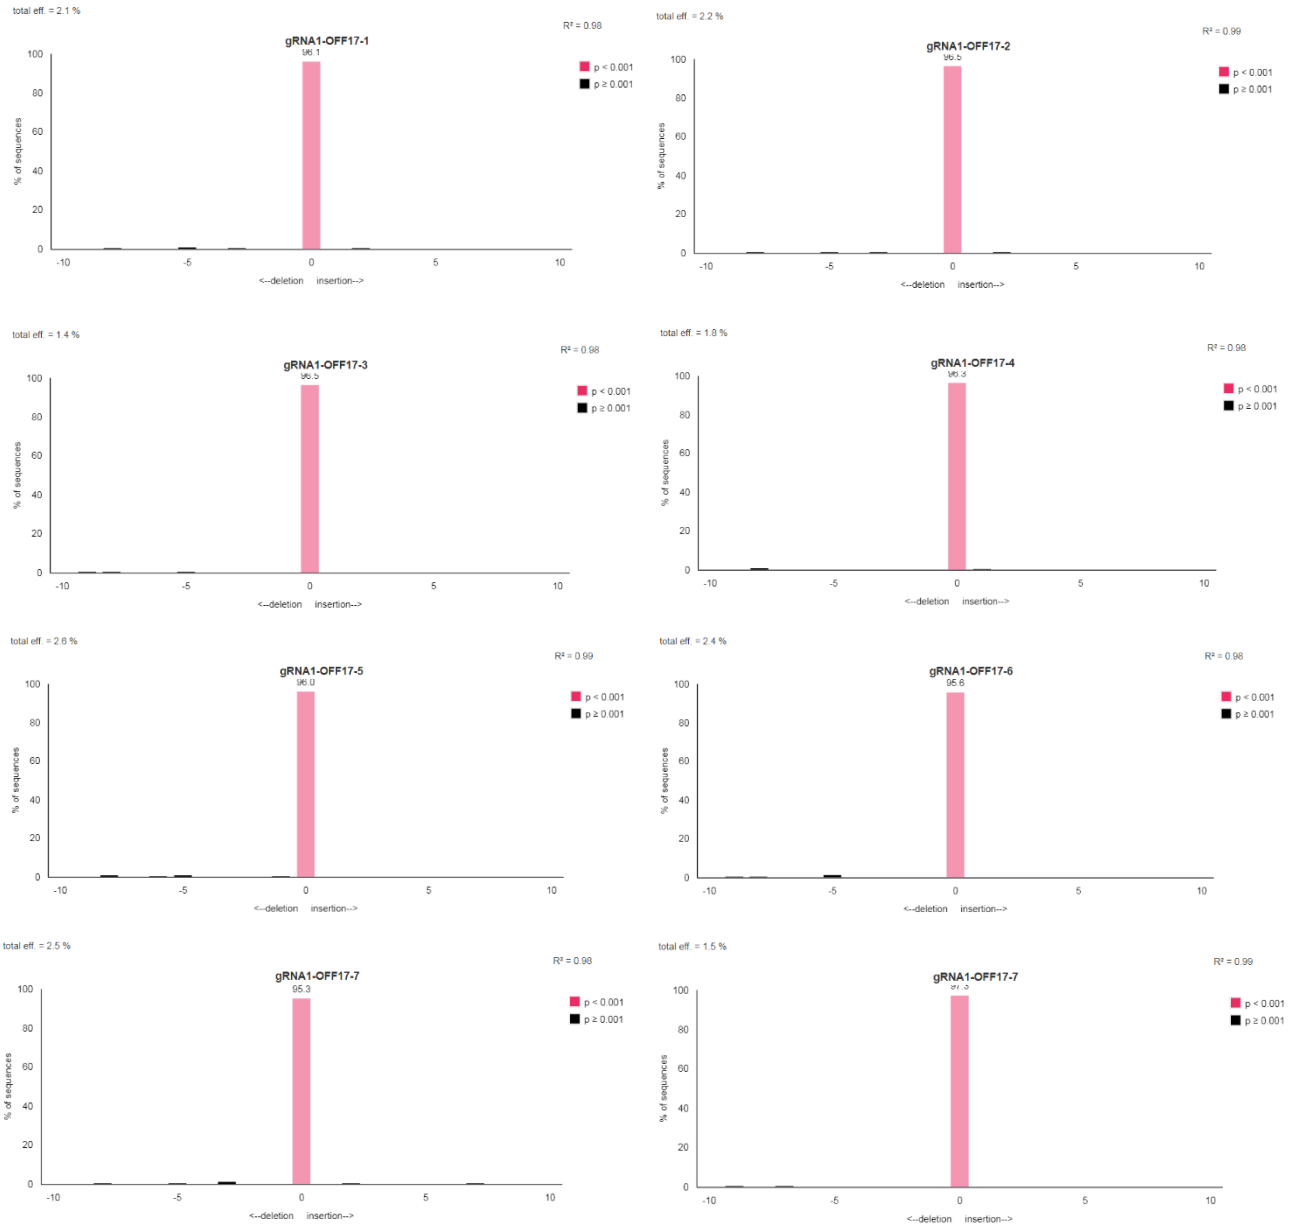 total eff. = 2.1 %
R² = 0.98
gRNA1-OFF17-1
96.1
p < 0.001
p ≥ 0.001
% of sequences
100
80
60
40
20
0
-10 -5 0 5 10
<--deletion insertion-->
total eff. = 2.2 %
R² = 0.99
gRNA1-OFF17-2
96.5
p < 0.001
p ≥ 0.001
% of sequences
100
80
60
40
20
0
-10 -5 0 5 10
<--deletion insertion-->
total eff. = 1.4 %
R² = 0.98
gRNA1-OFF17-3
96.5
p < 0.001
p ≥ 0.001
% of sequences
100
80
60
40
20
0
-10 -5 0 5 10
<--deletion insertion-->
total eff. = 1.8 %
R² = 0.98
gRNA1-OFF17-4
96.3
p < 0.001
p ≥ 0.001
% of sequences
100
80
60
40
20
0
-10 -5 0 5 10
<--deletion insertion-->
total eff. = 2.6 %
R² = 0.99
gRNA1-OFF17-5
96.0
p < 0.001
p ≥ 0.001
% of sequences
100
80
60
40
20
0
-10 -5 0 5 10
<--deletion insertion-->
total eff. = 2.4 %
R² = 0.98
gRNA1-OFF17-6
95.6
p < 0.001
p ≥ 0.001
% of sequences
100
80
60
40
20
0
-10 -5 0 5 10
<--deletion insertion-->
total eff. = 2.5 %
R² = 0.98
gRNA1-OFF17-7
95.3
p < 0.001
p ≥ 0.001
% of sequences
100
80
60
40
20
0
-10 -5 0 5 10
<--deletion insertion-->
total eff. = 1.5 %
R² = 0.99
gRNA1-OFF17-7
97.3
p < 0.001
p ≥ 0.001
% of sequences
100
80
60
40
20
0
-10 -5 0 5 10
<--deletion insertion-->